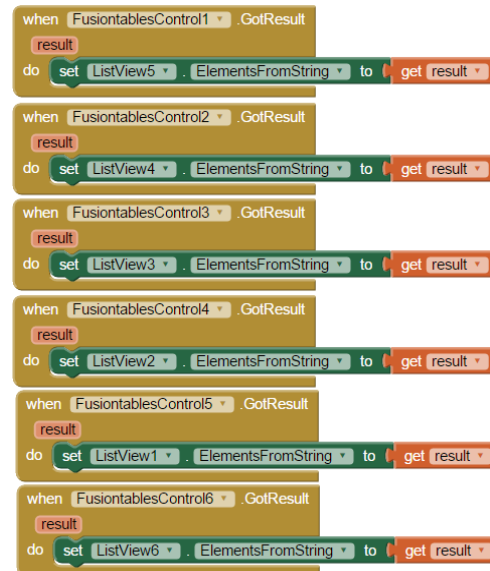 when FusiontablesControl1 .GotResult
result
do set ListView5 . ElementsFromString to get result
when FusiontablesControl2 .GotResult
result
do set ListView4 . ElementsFromString to get result
when FusiontablesControl3 .GotResult
result
do set ListView3 . ElementsFromString to get result
when FusiontablesControl4 .GotResult
result
do set ListView2 . ElementsFromString to get result
when FusiontablesControl5 .GotResult
result
do set ListView1 . ElementsFromString to get result
when FusiontablesControl6 .GotResult
result
do set ListView6 . ElementsFromString to get result